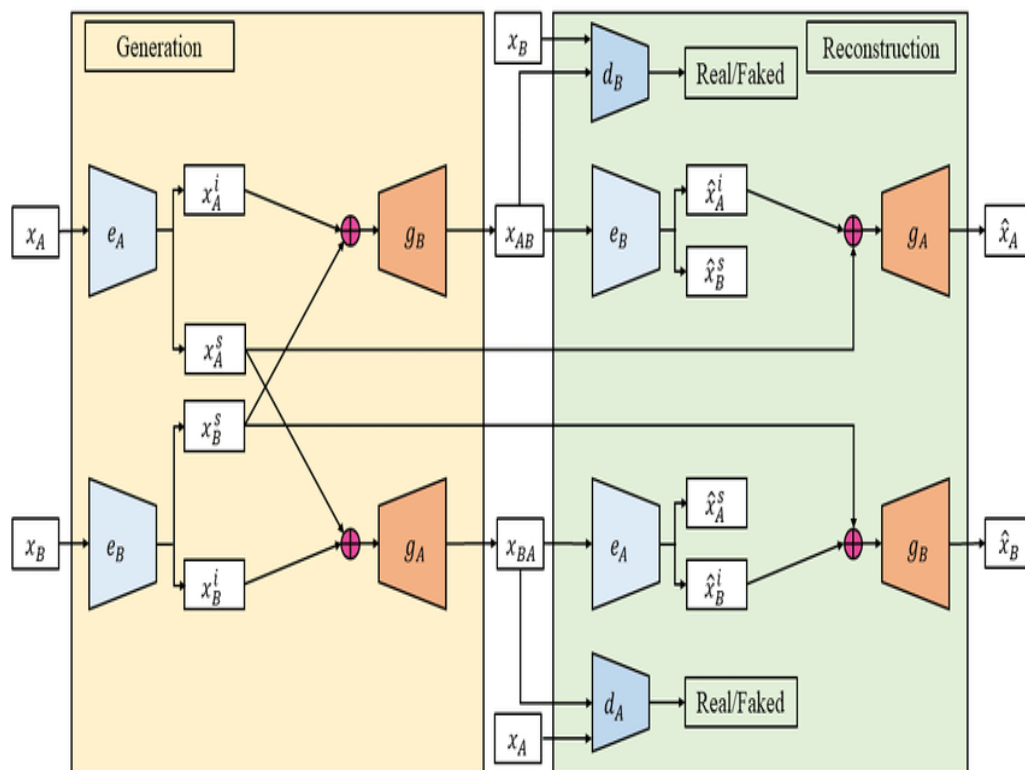 Generation
x_A
e_A
x_A^i
x_A^s
g_B
x_B
e_B
x_B^s
x_B^i
g_A
Reconstruction
x_B
d_B
Real/Faked
x_AB
e_B
x̂_A^i
x̂_B^s
g_A
x̂_A
x_BA
e_A
x̂_A^s
x̂_B^i
g_B
x̂_B
d_A
Real/Faked
x_A